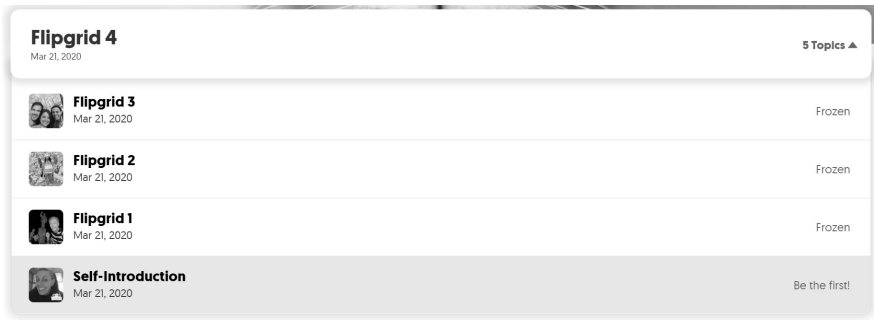 Flipgrid 4
Mar 21, 2020
5 Topics
Flipgrid 3
Mar 21, 2020
Frozen
Flipgrid 2
Mar 21, 2020
Frozen
Flipgrid 1
Mar 21, 2020
Frozen
Self-Introduction
Mar 21, 2020
Be the first!